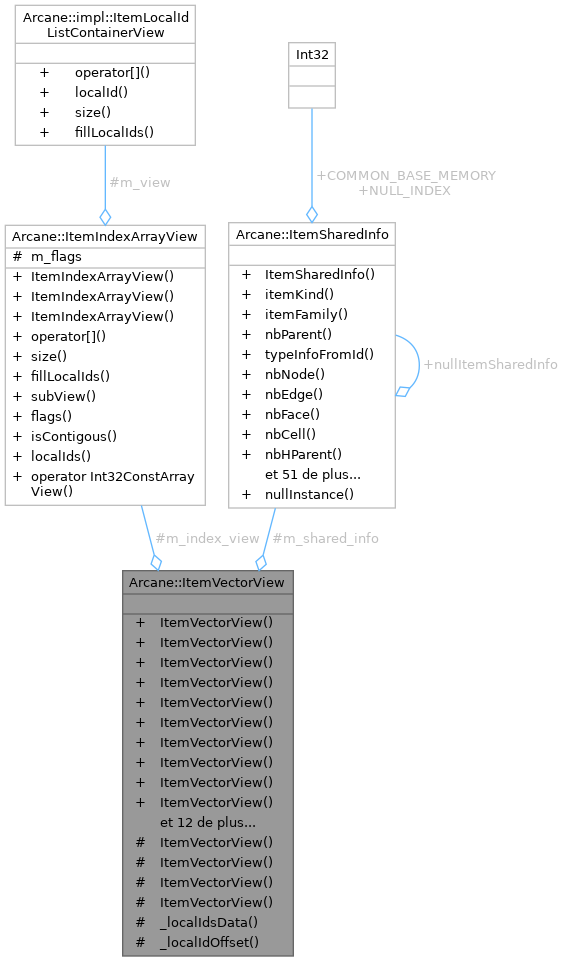 Arcane::impl::ItemLocalId
ListContainerView
+ operator[]()
+ localId()
+ size()
+ fillLocalIds()
Int32
#m_view
+COMMON_BASE_MEMORY
+NULL_INDEX
Arcane::ItemIndexArrayView
# m_flags
+ ItemIndexArrayView()
+ ItemIndexArrayView()
+ ItemIndexArrayView()
+ operator[]()
+ size()
+ fillLocalIds()
+ subView()
+ flags()
+ isContigous()
+ localIds()
+ operator Int32ConstArray
View()
Arcane::ItemSharedInfo
+ ItemSharedInfo()
+ itemKind()
+ itemFamily()
+ nbParent()
+ typeInfoFromId()
+ nbNode()
+ nbEdge()
+ nbFace()
+ nbCell()
+ nbHParent()
et 51 de plus...
+ nullInstance()
+nullItemSharedInfo
#m_index_view
#m_shared_info
Arcane::ItemVectorView
+ ItemVectorView()
+ ItemVectorView()
+ ItemVectorView()
+ ItemVectorView()
+ ItemVectorView()
+ ItemVectorView()
+ ItemVectorView()
+ ItemVectorView()
+ ItemVectorView()
+ ItemVectorView()
et 12 de plus...
# ItemVectorView()
# ItemVectorView()
# ItemVectorView()
# ItemVectorView()
# _localIdsData()
# _localIdOffset()